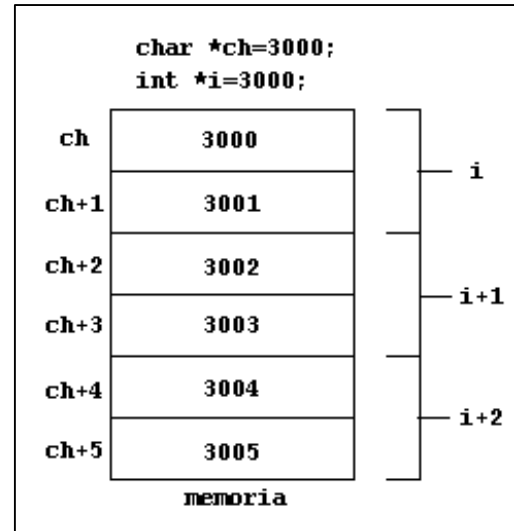 char *ch=3000;
int *i=3000;
ch 3000
i
ch+1 3001
ch+2 3002
i+1
ch+3 3003
ch+4 3004
i+2
ch+5 3005
memoria